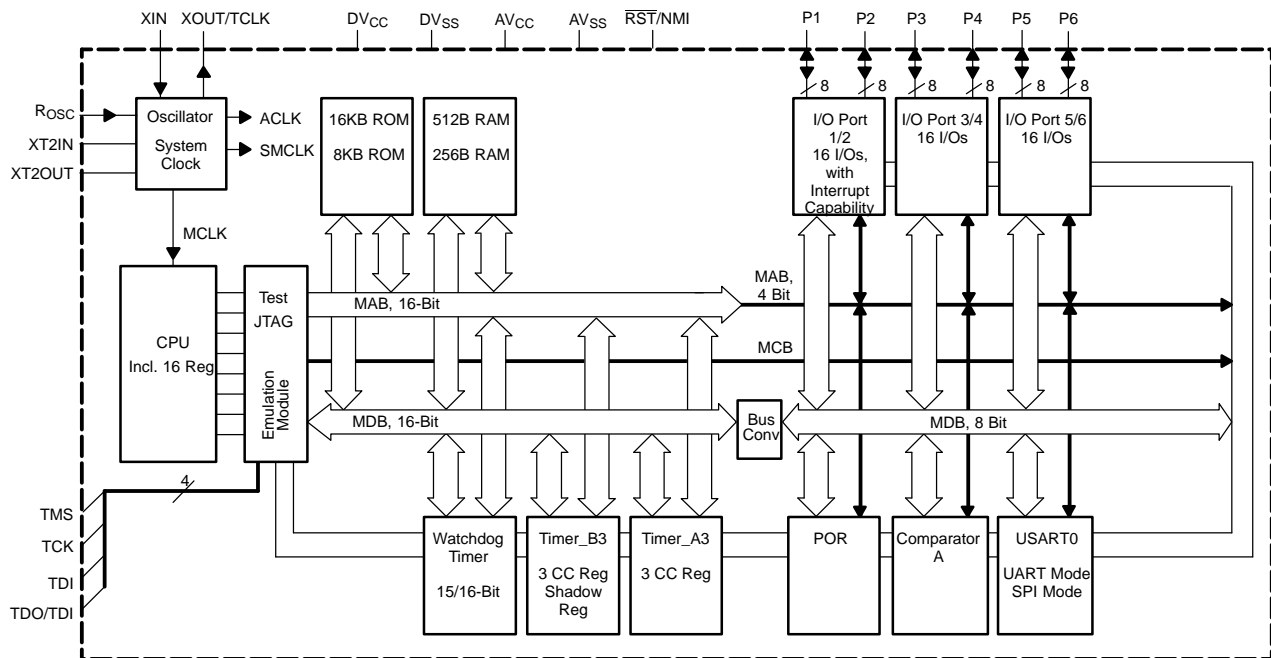 XIN
XOUT/TCLK
DVCC
DVSS
AVCC
AVSS
RST/NMI
P1
P2
P3
P4
P5
P6
8
8
8
8
8
8
ROSC
XT2IN
XT2OUT
Oscillator
System
Clock
ACLK
SMCLK
MCLK
16KB ROM
8KB ROM
512B RAM
256B RAM
I/O Port
1/2
16 I/Os,
with
Interrupt
Capability
I/O Port 3/4
16 I/Os
I/O Port 5/6
16 I/Os
CPU
Incl. 16 Reg
Test
JTAG
Emulation
Module
MAB, 16-Bit
MAB,
4 Bit
MCB
MDB, 16-Bit
Bus
Conv
MDB, 8 Bit
4
TMS
TCK
TDI
TDO/TDI
Watchdog
Timer
15/16-Bit
Timer_B3
3 CC Reg
Shadow
Reg
Timer_A3
3 CC Reg
POR
Comparator
A
USART0
UART Mode
SPI Mode